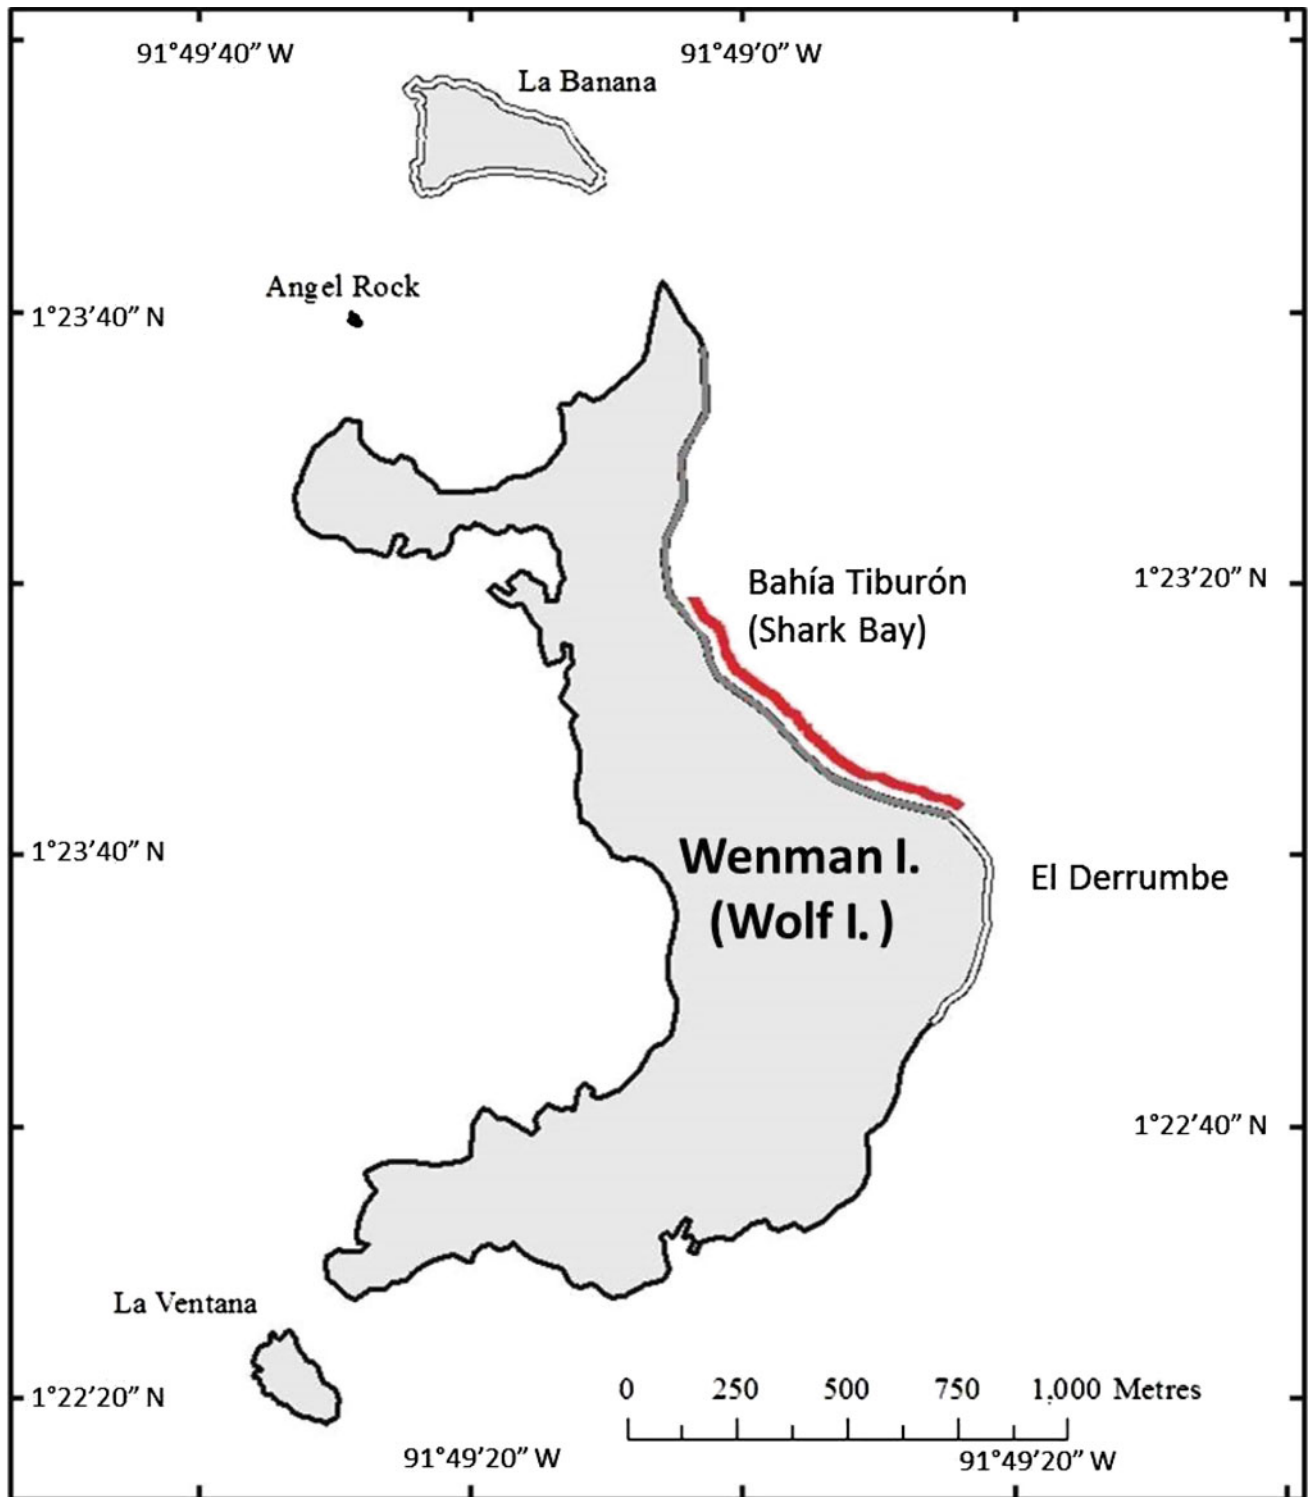 91°49’40” W
91°49’0” W
La Banana
Angel Rock
1°23’40” N
Bahía Tiburón
(Shark Bay)
1°23’20” N
Wenman I.
(Wolf I. )
1°23’40” N
El Derrumbe
1°22’40” N
La Ventana
0 250 500 750 1,000 Metres
1°22’20” N
91°49’20” W
91°49’20” W